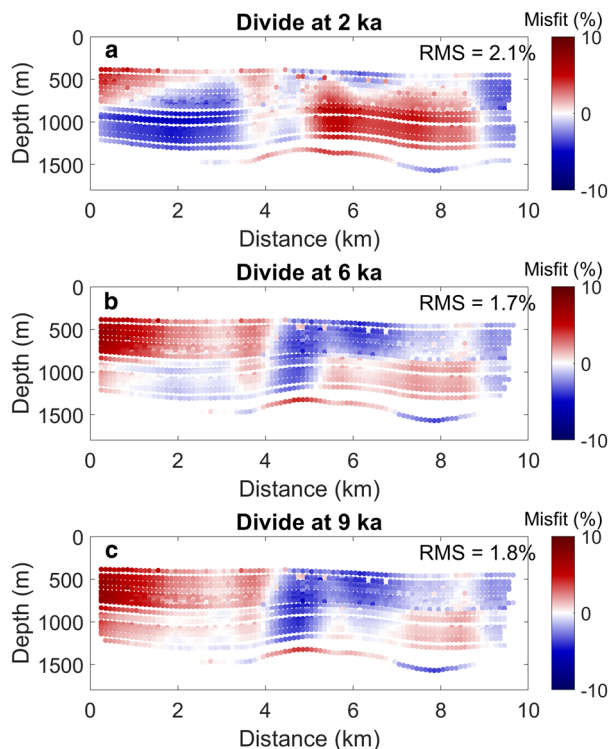 Divide at 2 ka
Misfit (%)
a
RMS = 2.1%
0
500
1000
1500
Depth (m)
0
2
4
6
8
10
Distance (km)
10
0
-10
Divide at 6 ka
Misfit (%)
b
RMS = 1.7%
0
500
1000
1500
Depth (m)
0
2
4
6
8
10
Distance (km)
10
0
-10
Divide at 9 ka
Misfit (%)
c
RMS = 1.8%
0
500
1000
1500
Depth (m)
0
2
4
6
8
10
Distance (km)
10
0
-10